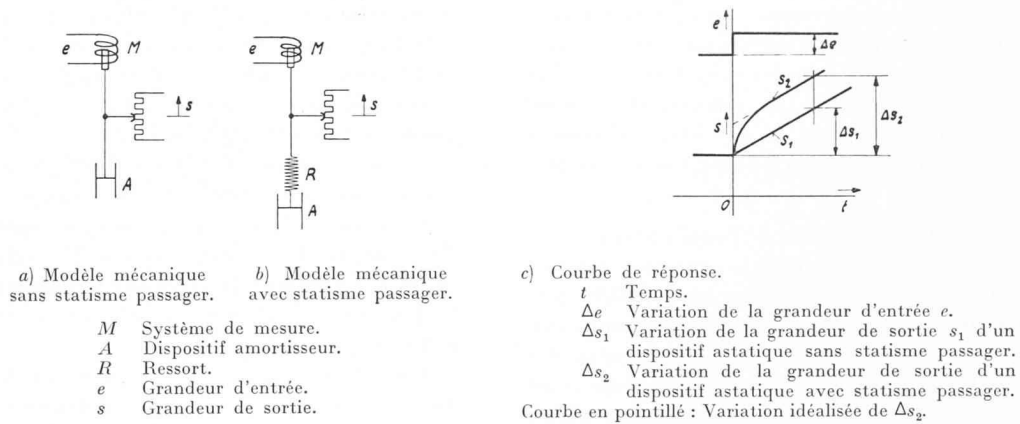 e M
s
A
e M
s
R
A
e
Δe
s₂
s
s₁
Δs₁
Δs₂
0
t
a) Modèle mécanique
sans statisme passager.
b) Modèle mécanique
avec statisme passager.
M Système de mesure.
A Dispositif amortisseur.
R Ressort.
e Grandeur d'entrée.
s Grandeur de sortie.
c) Courbe de réponse.
t Temps.
Δe Variation de la grandeur d'entrée e.
Δs₁ Variation de la grandeur de sortie s₁ d'un
dispositif astatique sans statisme passager.
Δs₂ Variation de la grandeur de sortie d'un
dispositif astatique avec statisme passager.
Courbe en pointillé : Variation idéalisée de Δs₂.